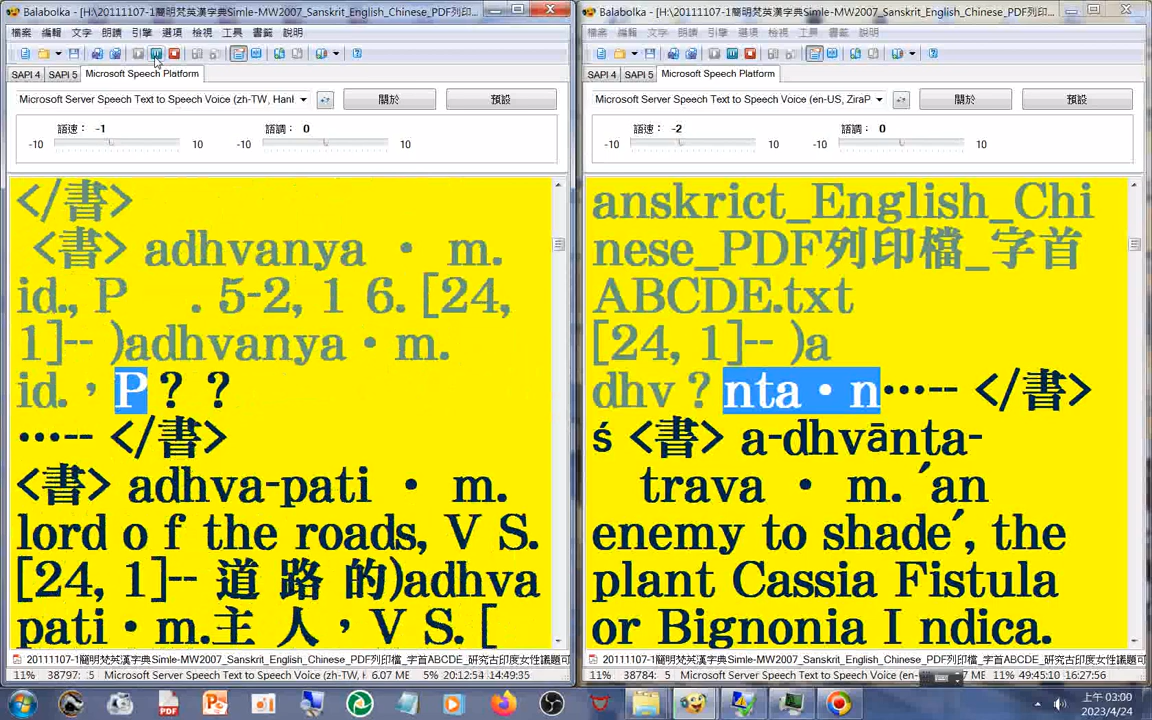 Balabolka - [H:\20111107-1簡明梵英漢字典Simle-MW2007_Sanskrit_English_Chinese_PDF列印...
檔案 編輯 文字 朗讀 引擎 選項 檢視 工具 書籤 說明
SAPI 4 SAPI 5 Microsoft Speech Platform
Microsoft Server Speech Text to Speech Voice (zh-TW, Hanl
關於 預設
語速： -1 語調： 0
-10 10 -10 10
</書>
<書> adhvanya • m.
id., P . 5-2, 1 6. [24,
1]-- )adhvanya•m.
id.，P？？
…-- </書>
<書> adhva-pati • m.
lord o f the roads, V S.
[24, 1]-- 道 路 的)adhva
pati•m.主 人，V S. [
20111107-1簡明梵英漢字典Simle-MW2007_Sanskrit_English_Chinese_PDF列印檔_字首ABCDE_研究古印度女性議題可
11% 38797: 5 Microsoft Server Speech Text to Speech Voice (zh-TW, H 6.07 ME 5% 20:12:54 14:49:35
Balabolka - [H:\20111107-1簡明梵英漢字典Simle-MW2007_Sanskrit_English_Chinese_PDF列印...
檔案 編輯 文字 朗讀 引擎 選項 檢視 工具 書籤 說明
SAPI 4 SAPI 5 Microsoft Speech Platform
Microsoft Server Speech Text to Speech Voice (en-US, ZiraP
關於 預設
語速： -2 語調： 0
-10 10 -10 10
anskrict_English_Chi
nese_PDF列印檔_字首
ABCDE.txt
[24, 1]-- )a
dhv？nta•n…-- </書>
ś <書> a-dhvānta-
trava • m. ´an
enemy to shade´, the
plant Cassia Fistula
or Bignonia I ndica.
20111107-1簡明梵英漢字典Simle-MW2007_Sanskrit_English_Chinese_PDF列印檔_字首ABCDE_研究古印度女性議題可
11% 38784: 5 Microsoft Server Speech Text to Speech Voice (en- 11% 49:45:10 16:27:56
上午 03:00
2023/4/24